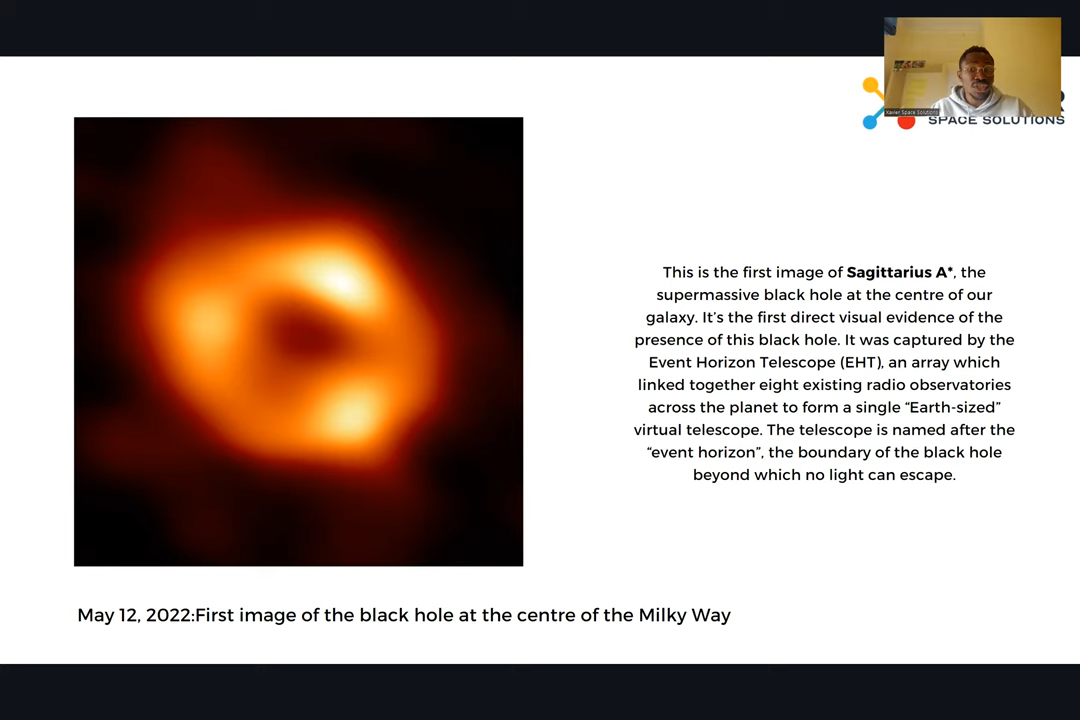 Xavier Space Solutions
SPACE SOLUTIONS
This is the first image of Sagittarius A*, the
supermassive black hole at the centre of our
galaxy. It's the first direct visual evidence of the
presence of this black hole. It was captured by the
Event Horizon Telescope (EHT), an array which
linked together eight existing radio observatories
across the planet to form a single “Earth-sized”
virtual telescope. The telescope is named after the
“event horizon”, the boundary of the black hole
beyond which no light can escape.
May 12, 2022:First image of the black hole at the centre of the Milky Way